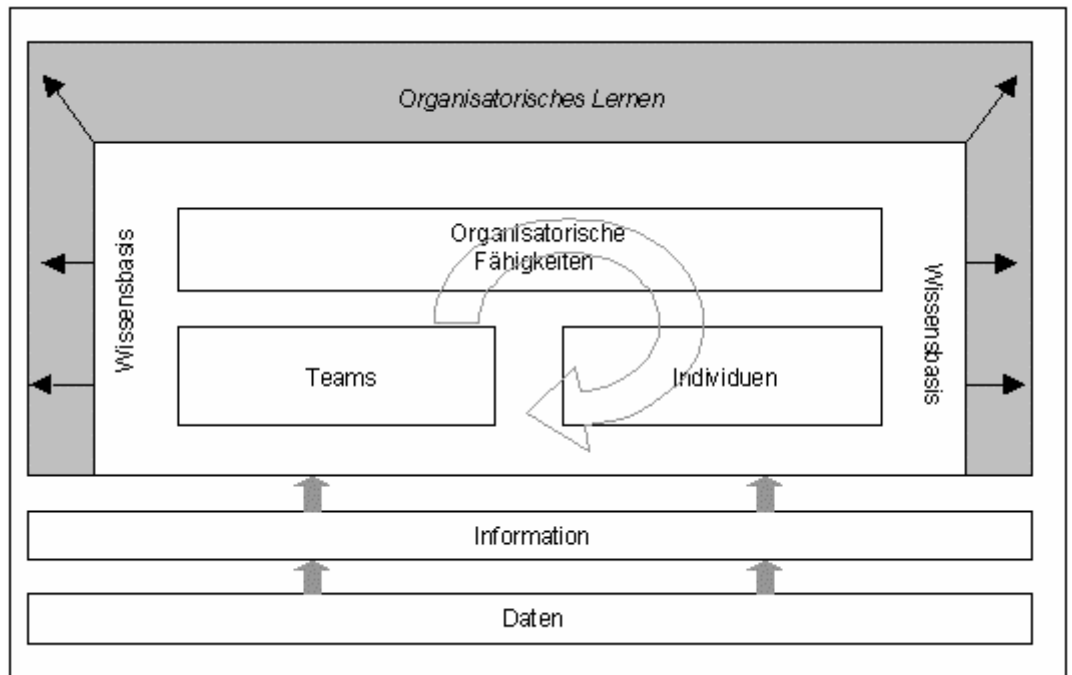 Organisatorisches Lernen
Wissensbasis
Organisatorische
Fähigkeiten
Wissensbasis
Teams
Individuen
Information
Daten